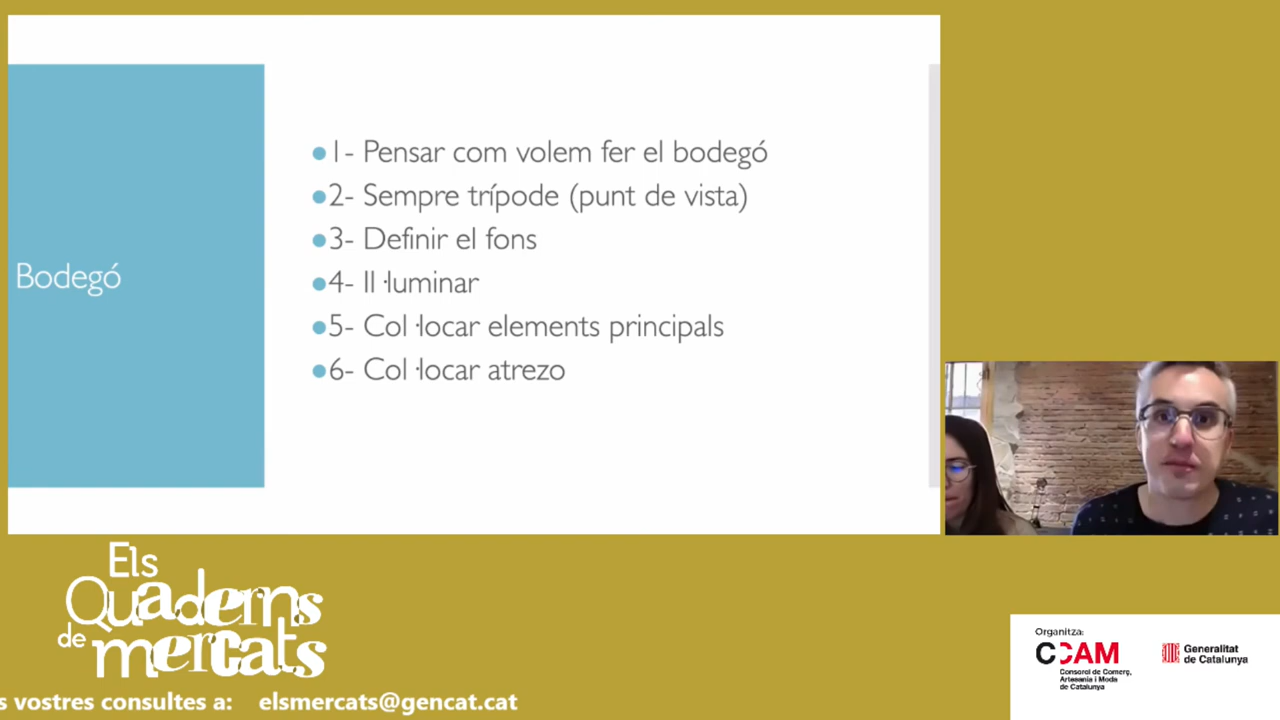 Bodegó
●1- Pensar com volem fer el bodegó
●2- Sempre trípode (punt de vista)
●3- Definir el fons
●4- Il·luminar
●5- Col·locar elements principals
●6- Col·locar atrezo
Els
Quaderns
de mercats
s vostres consultes a: elsmercats@gencat.cat
Organitza:
CCAM
Consorci de Comerç,
Artesania i Moda
de Catalunya
Generalitat
de Catalunya